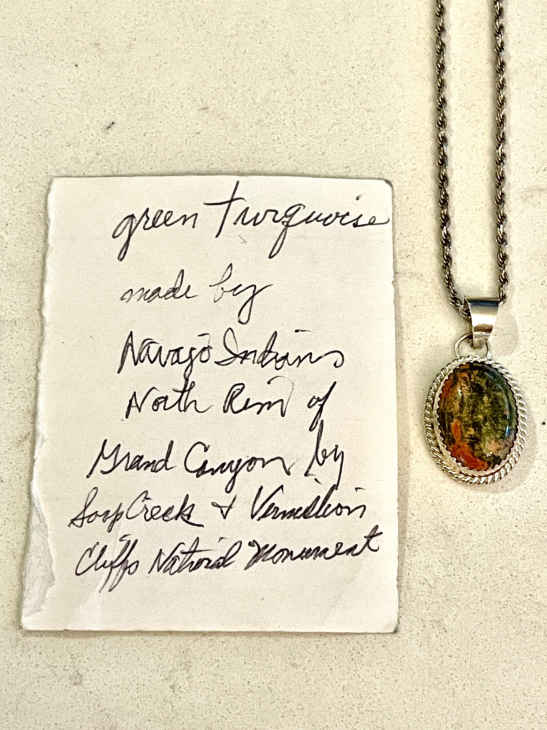 green turquoise
made by
Navajo Indians
North Rim of
Grand Canyon by
Soap Creek & Vermilion
Cliffs National Monument